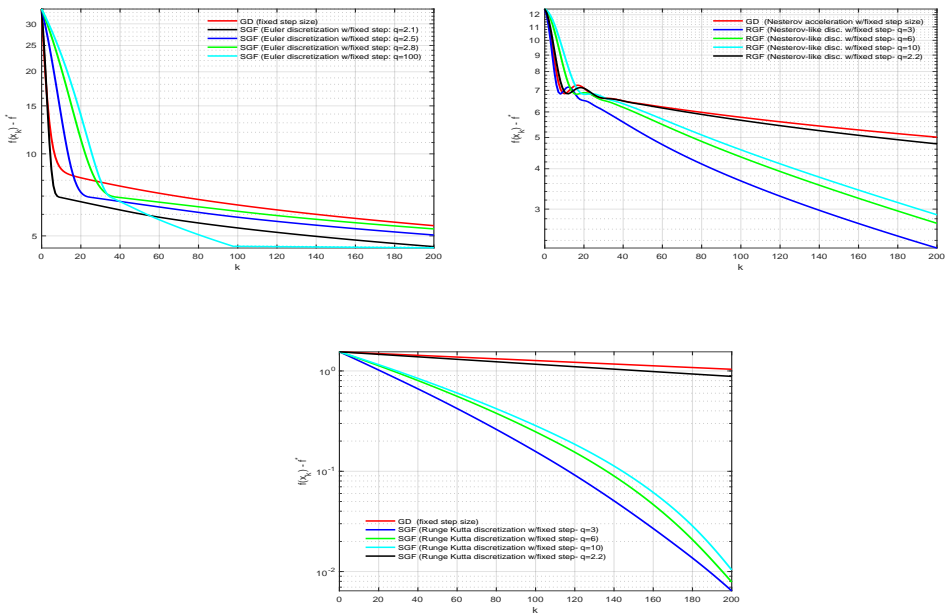 GD (fixed step size)
SGF (Euler discretization w/fixed step: q=2.1)
SGF (Euler discretization w/fixed step: q=2.5)
SGF (Euler discretization w/fixed step: q=2.8)
SGF (Euler discretization w/fixed step: q=100)
30
20
10
5
f(x_k) - f*
0 20 40 60 80 100 120 140 160 180 200
k
GD (Nesterov acceleration w/fixed step size)
RGF (Nesterov-like disc. w/fixed step- q=3)
RGF (Nesterov-like disc. w/fixed step- q=6)
RGF (Nesterov-like disc. w/fixed step- q=10)
RGF (Nesterov-like disc. w/fixed step- q=2.2)
12
10
9
8
7
6
5
4
3
f(x_k) - f*
0 20 40 60 80 100 120 140 160 180 200
k
10^0
10^-1
10^-2
f(x_k) - f*
GD (fixed step size)
SGF (Runge Kutta discretization w/fixed step- q=3)
SGF (Runge Kutta discretization w/fixed step- q=6)
SGF (Runge Kutta discretization w/fixed step- q=10)
SGF (Runge Kutta discretization w/fixed step- q=2.2)
0 20 40 60 80 100 120 140 160 180 200
k